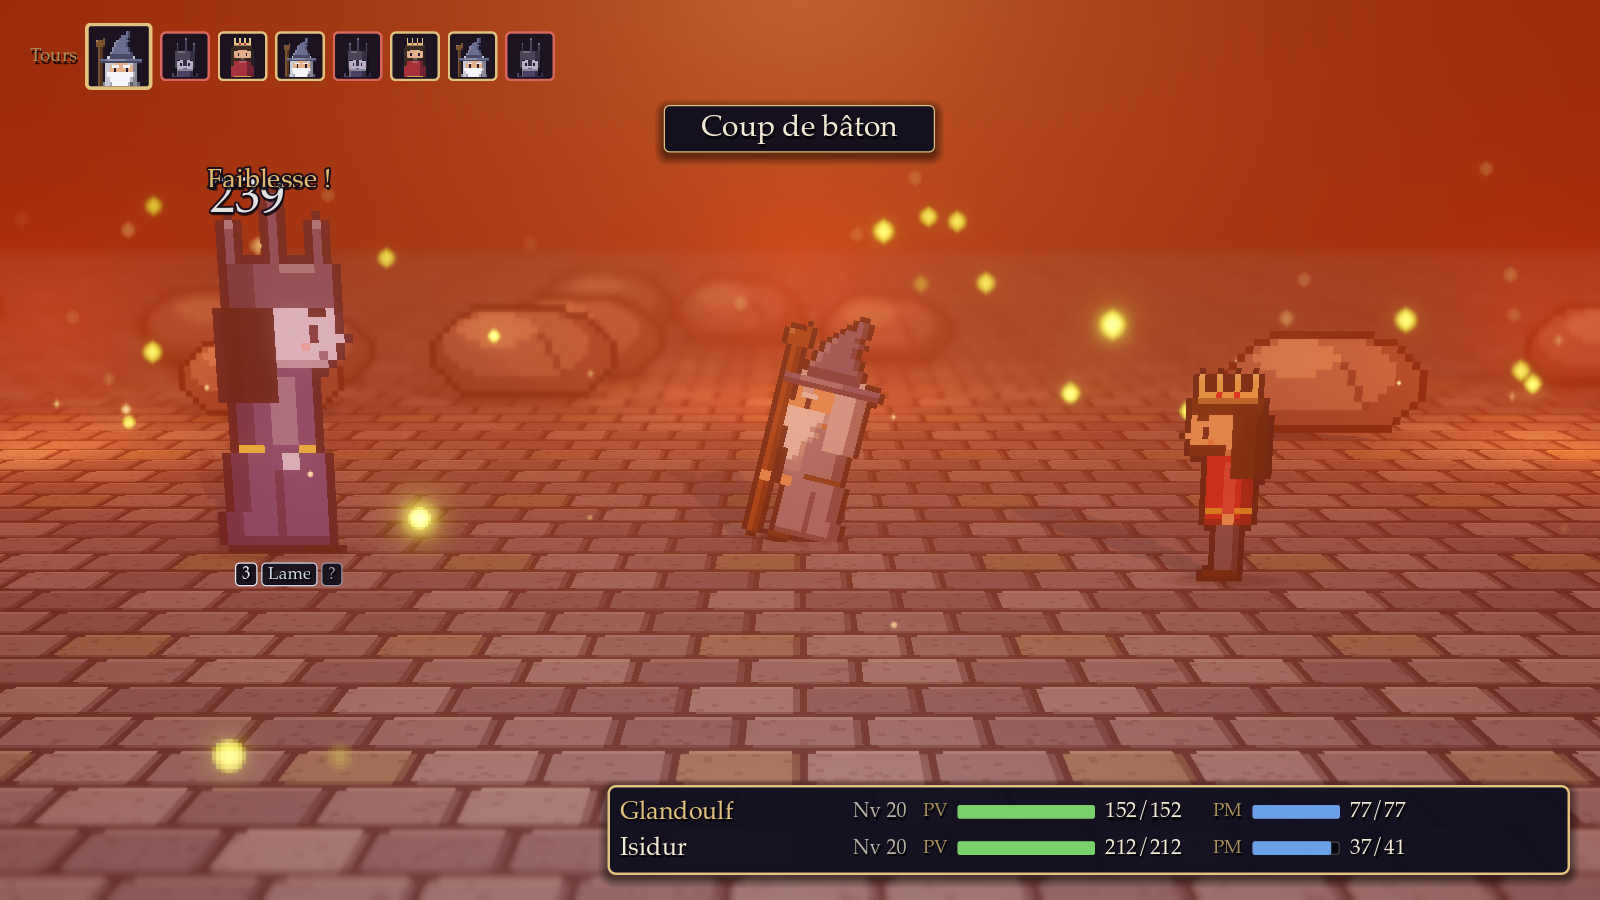 Tours
Coup de bâton
Faiblesse !
239
3 Lame ?
Glandoulf Nv 20 PV 152/152 PM 77/77
Isidur Nv 20 PV 212/212 PM 37/41